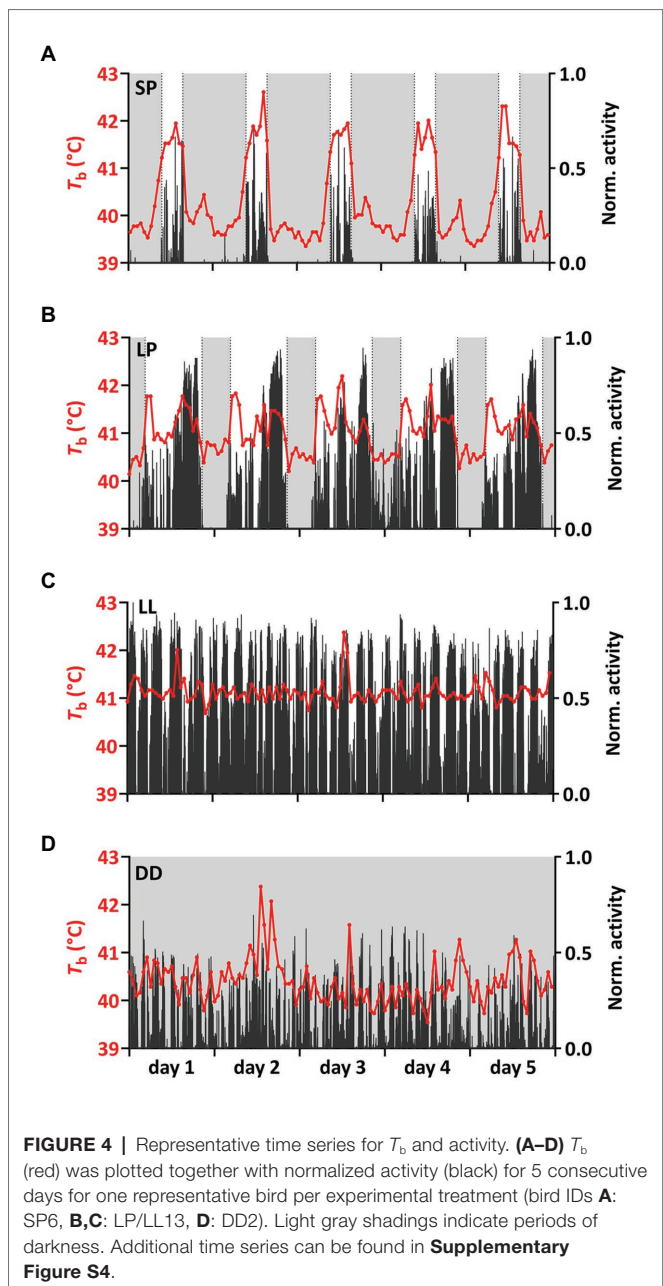 A
SP
43
42
41
40
39
Tb (°C)
1.0
0.5
0.0
Norm. activity
B
LP
43
42
41
40
39
Tb (°C)
1.0
0.5
0.0
Norm. activity
C
LL
43
42
41
40
39
Tb (°C)
1.0
0.5
0.0
Norm. activity
D
DD
43
42
41
40
39
Tb (°C)
1.0
0.5
0.0
Norm. activity
day 1 day 2 day 3 day 4 day 5
FIGURE 4 | Representative time series for Tb and activity. (A–D) Tb
(red) was plotted together with normalized activity (black) for 5 consecutive
days for one representative bird per experimental treatment (bird IDs A:
SP6, B,C: LP/LL13, D: DD2). Light gray shadings indicate periods of
darkness. Additional time series can be found in Supplementary
Figure S4.